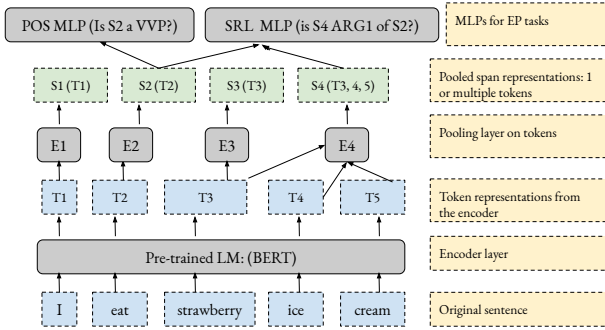 POS MLP (Is S2 a VVP?)
SRL MLP (is S4 ARG1 of S2?)
MLPs for EP tasks
S1 (T1)
S2 (T2)
S3 (T3)
S4 (T3, 4, 5)
Pooled span representations: 1
or multiple tokens
E1
E2
E3
E4
Pooling layer on tokens
T1
T2
T3
T4
T5
Token representations from
the encoder
Pre-trained LM: (BERT)
Encoder layer
I
eat
strawberry
ice
cream
Original sentence